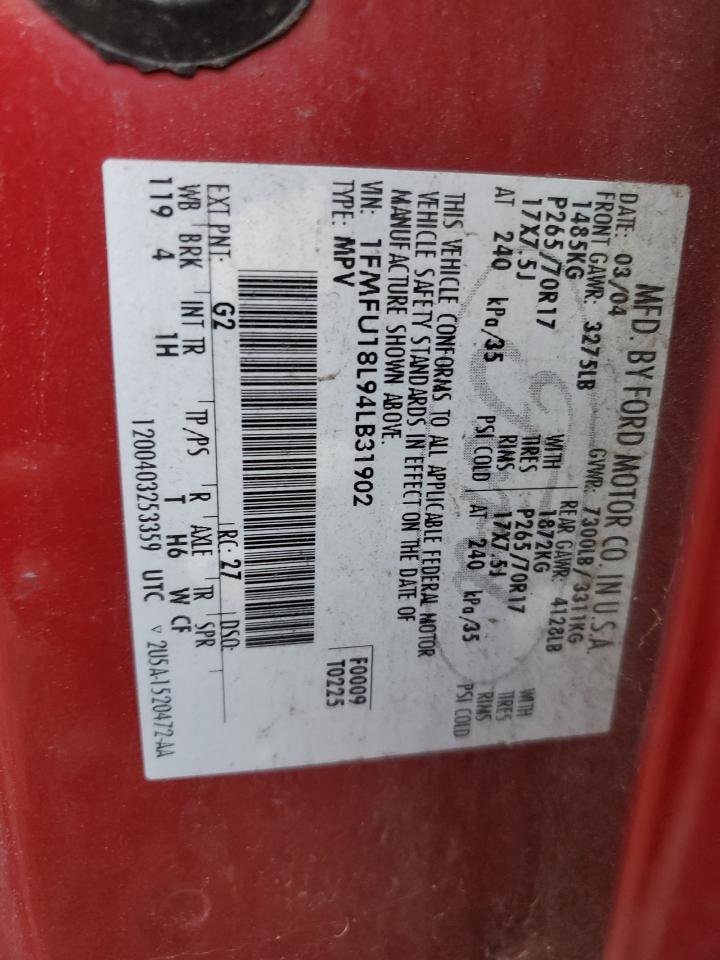 MFD. BY FORD MOTOR CO. IN U.S.A.
DATE: 03/04 GVWR: 7300LB/3311KG
FRONT GAWR: 3275LB REAR GAWR: 4128LB
1485KG WITH 1872KG WITH
P265/70R17 TIRES P265/70R17 TIRES
17X7.5J RIMS 17X7.5J RIMS
AT 240 kPa/35 PSI COLD AT 240 kPa/35 PSI COLD
THIS VEHICLE CONFORMS TO ALL APPLICABLE FEDERAL MOTOR
VEHICLE SAFETY STANDARDS IN EFFECT ON THE DATE OF
MANUFACTURE SHOWN ABOVE.
VIN: 1FMFU18L94LB31902 F0009
TYPE: MPV T0225
EXT PNT: G2 RC: 27 DSO:
WB BRK INT TR TP/PS R AXLE TR SPR
119 4 1H T H6 W CF
1200403253359 UTC ▽ 2U5A-1520472-AA